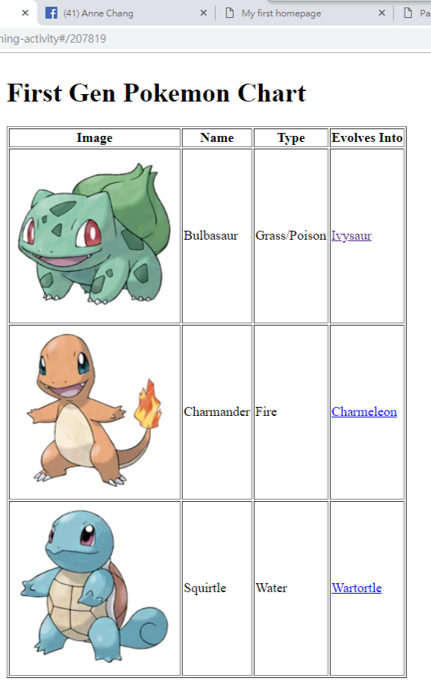 (41) Anne Chang
My first homepage
Pa
ning-activity#/207819
First Gen Pokemon Chart
Image Name Type Evolves Into
Bulbasaur Grass/Poison Ivysaur
Charmander Fire Charmeleon
Squirtle Water Wartortle